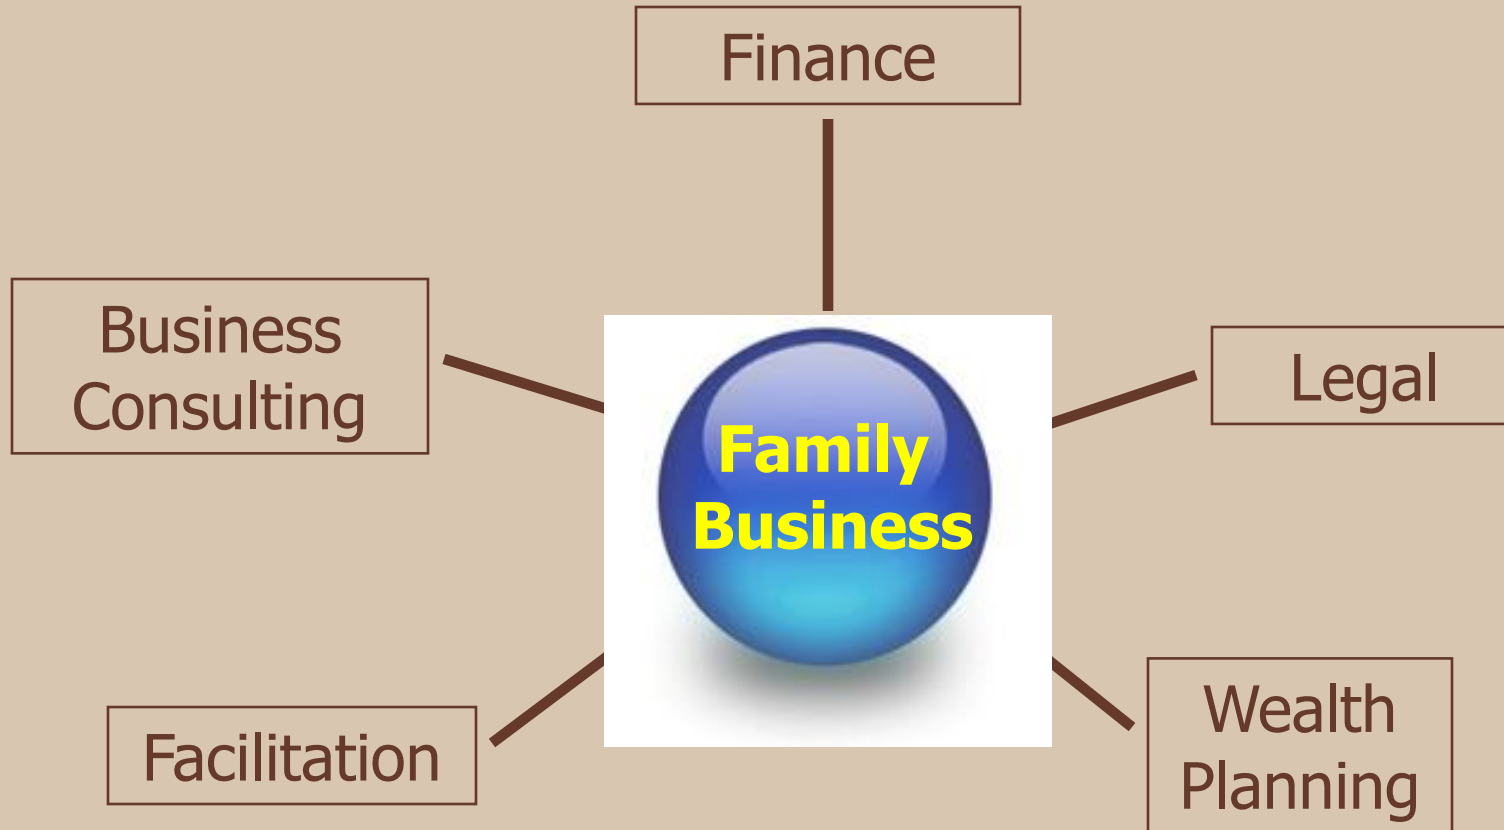 Finance
Business
Consulting
Legal
Family
Business
Facilitation
Wealth
Planning